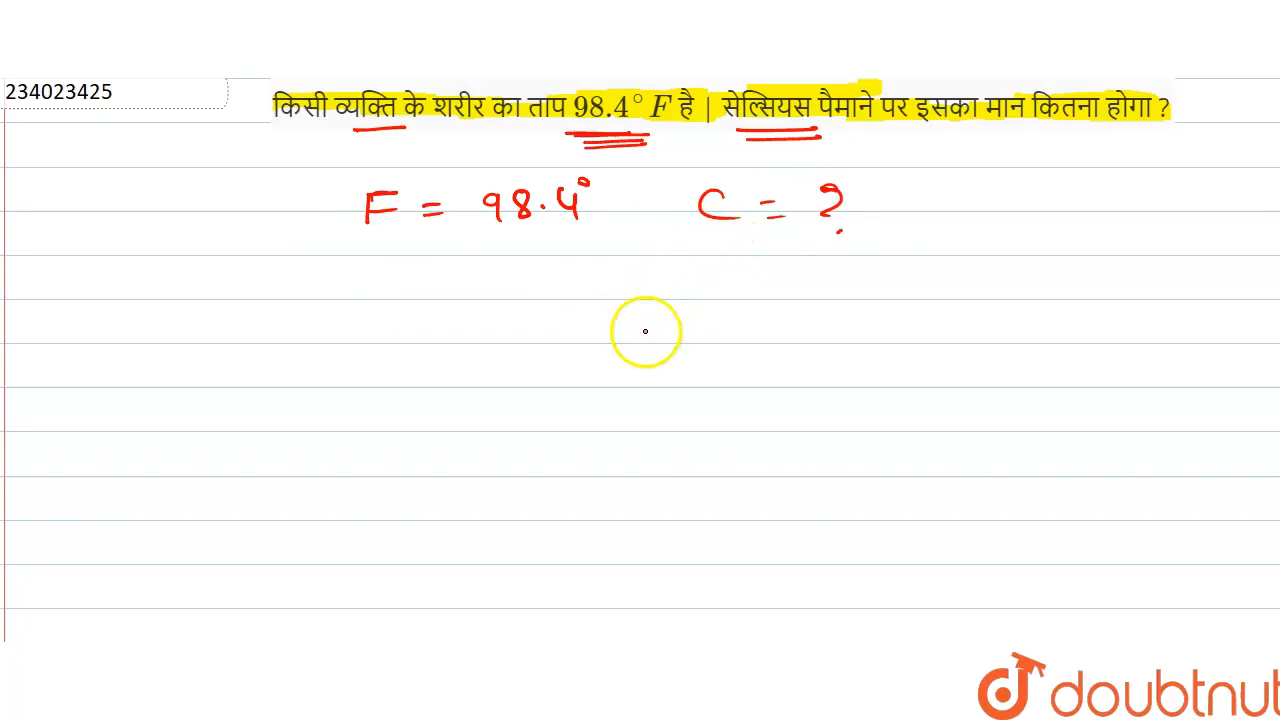 234023425
किसी व्यक्ति के शरीर का ताप 98.4° F है | सेल्सियस पैमाने पर इसका मान कितना होगा ?
F = 98.4° C = ?
doubtnut